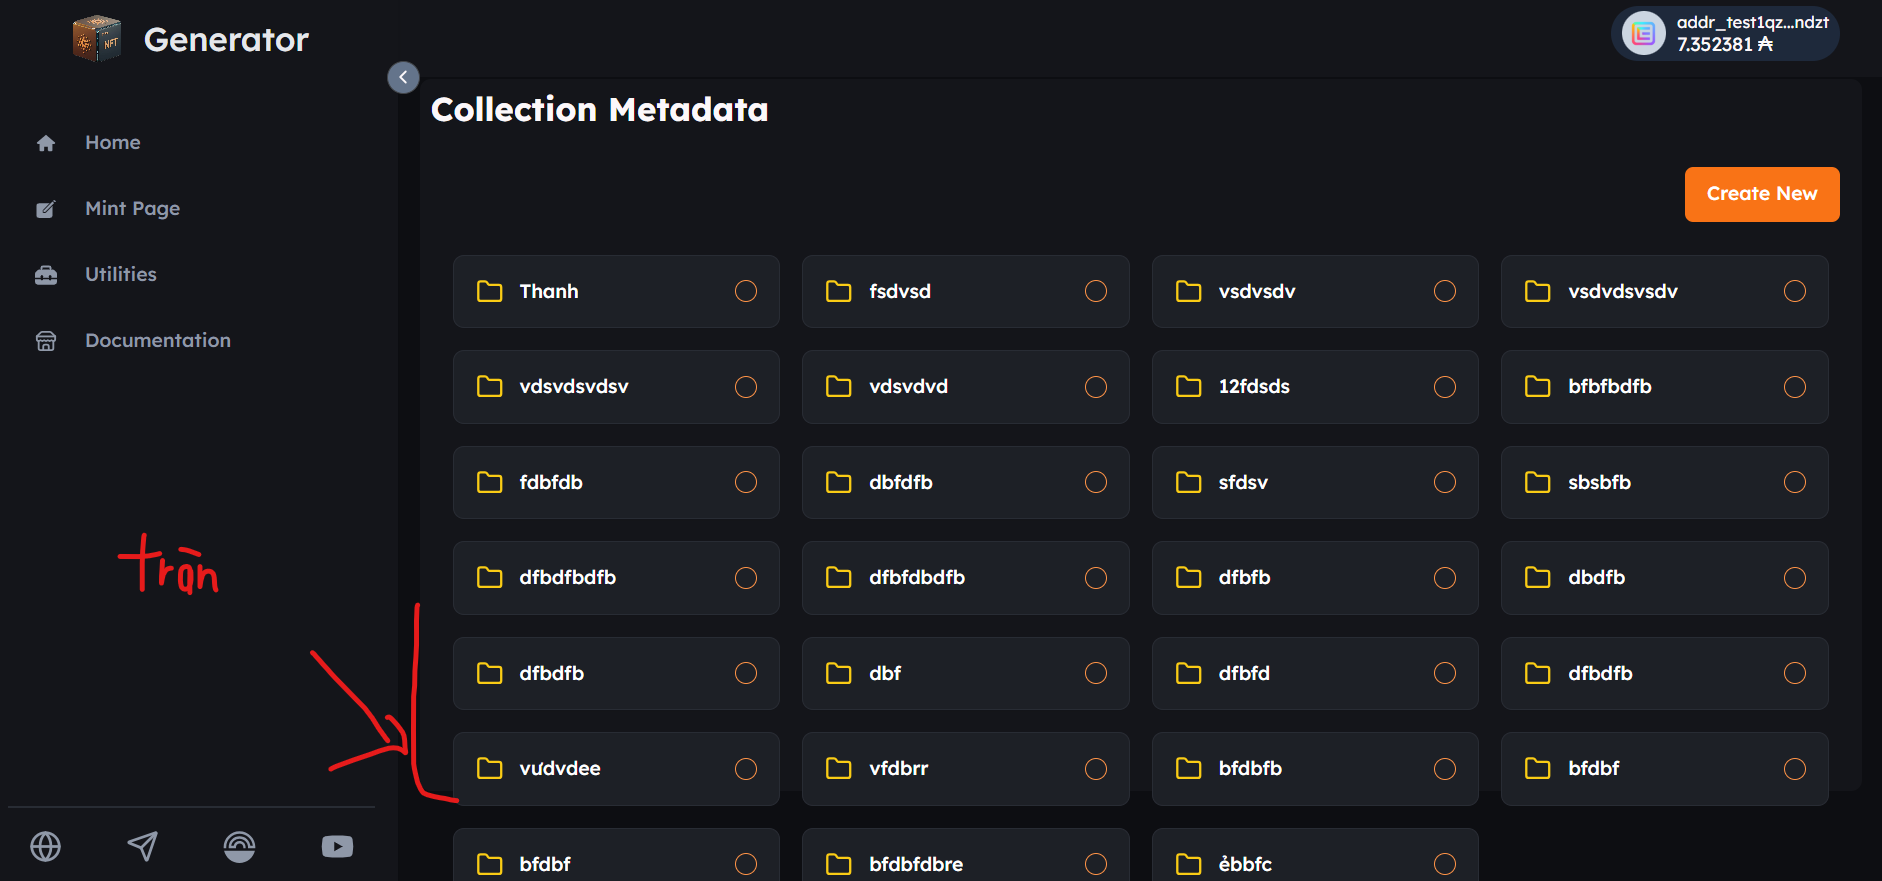 NFT
Generator
addr_test1qz...ndzt
7.352381 ₳
Home
Mint Page
Utilities
Documentation
Collection Metadata
Create New
Thanh
fsdvsd
vsdvsdv
vsdvdsvsdv
vdsvdsvdsv
vdsvdvd
12fdsds
bfbfbdfb
fdbfdb
dbfdfb
sfdsv
sbsbfb
dfbdfbdfb
dfbfdbdfb
dfbfb
dbdfb
dfbdfb
dbf
dfbfd
dfbdfb
vưdvdee
vfdbrr
bfdbfb
bfdbf
bfdbf
bfdbfdbre
ẻbbfc
tràn